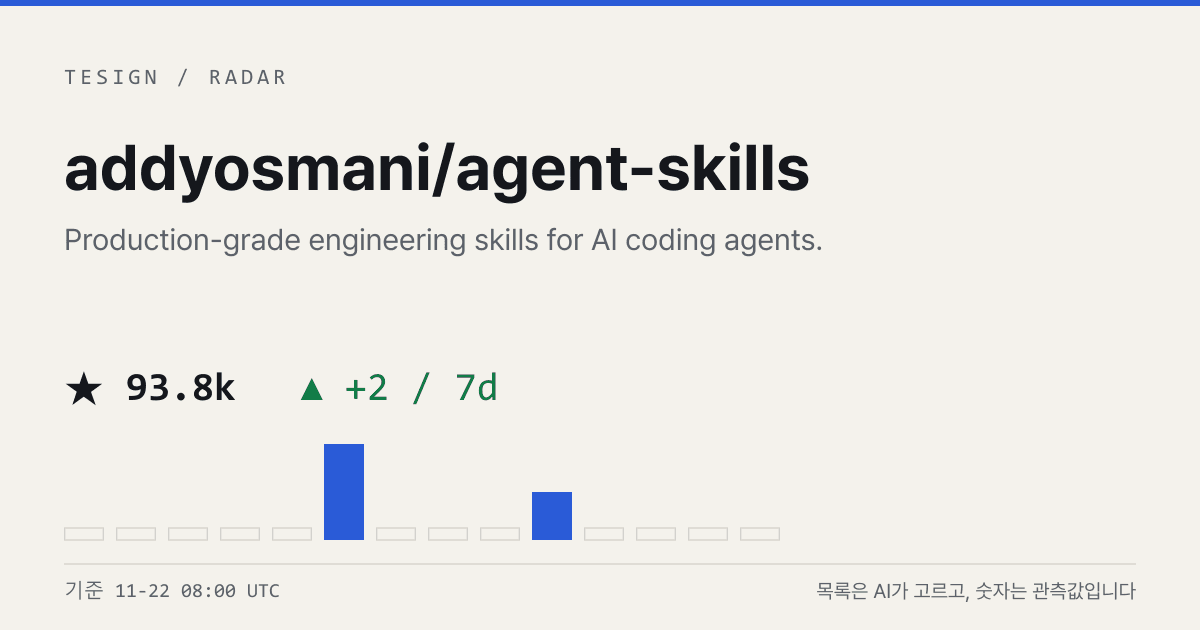 TESIGN / RADAR
addyosmani/agent-skills
Production-grade engineering skills for AI coding agents.
★ 93.8k ▲ +2 / 7d
기준 11-22 08:00 UTC
목록은 AI가 고르고, 숫자는 관측값입니다